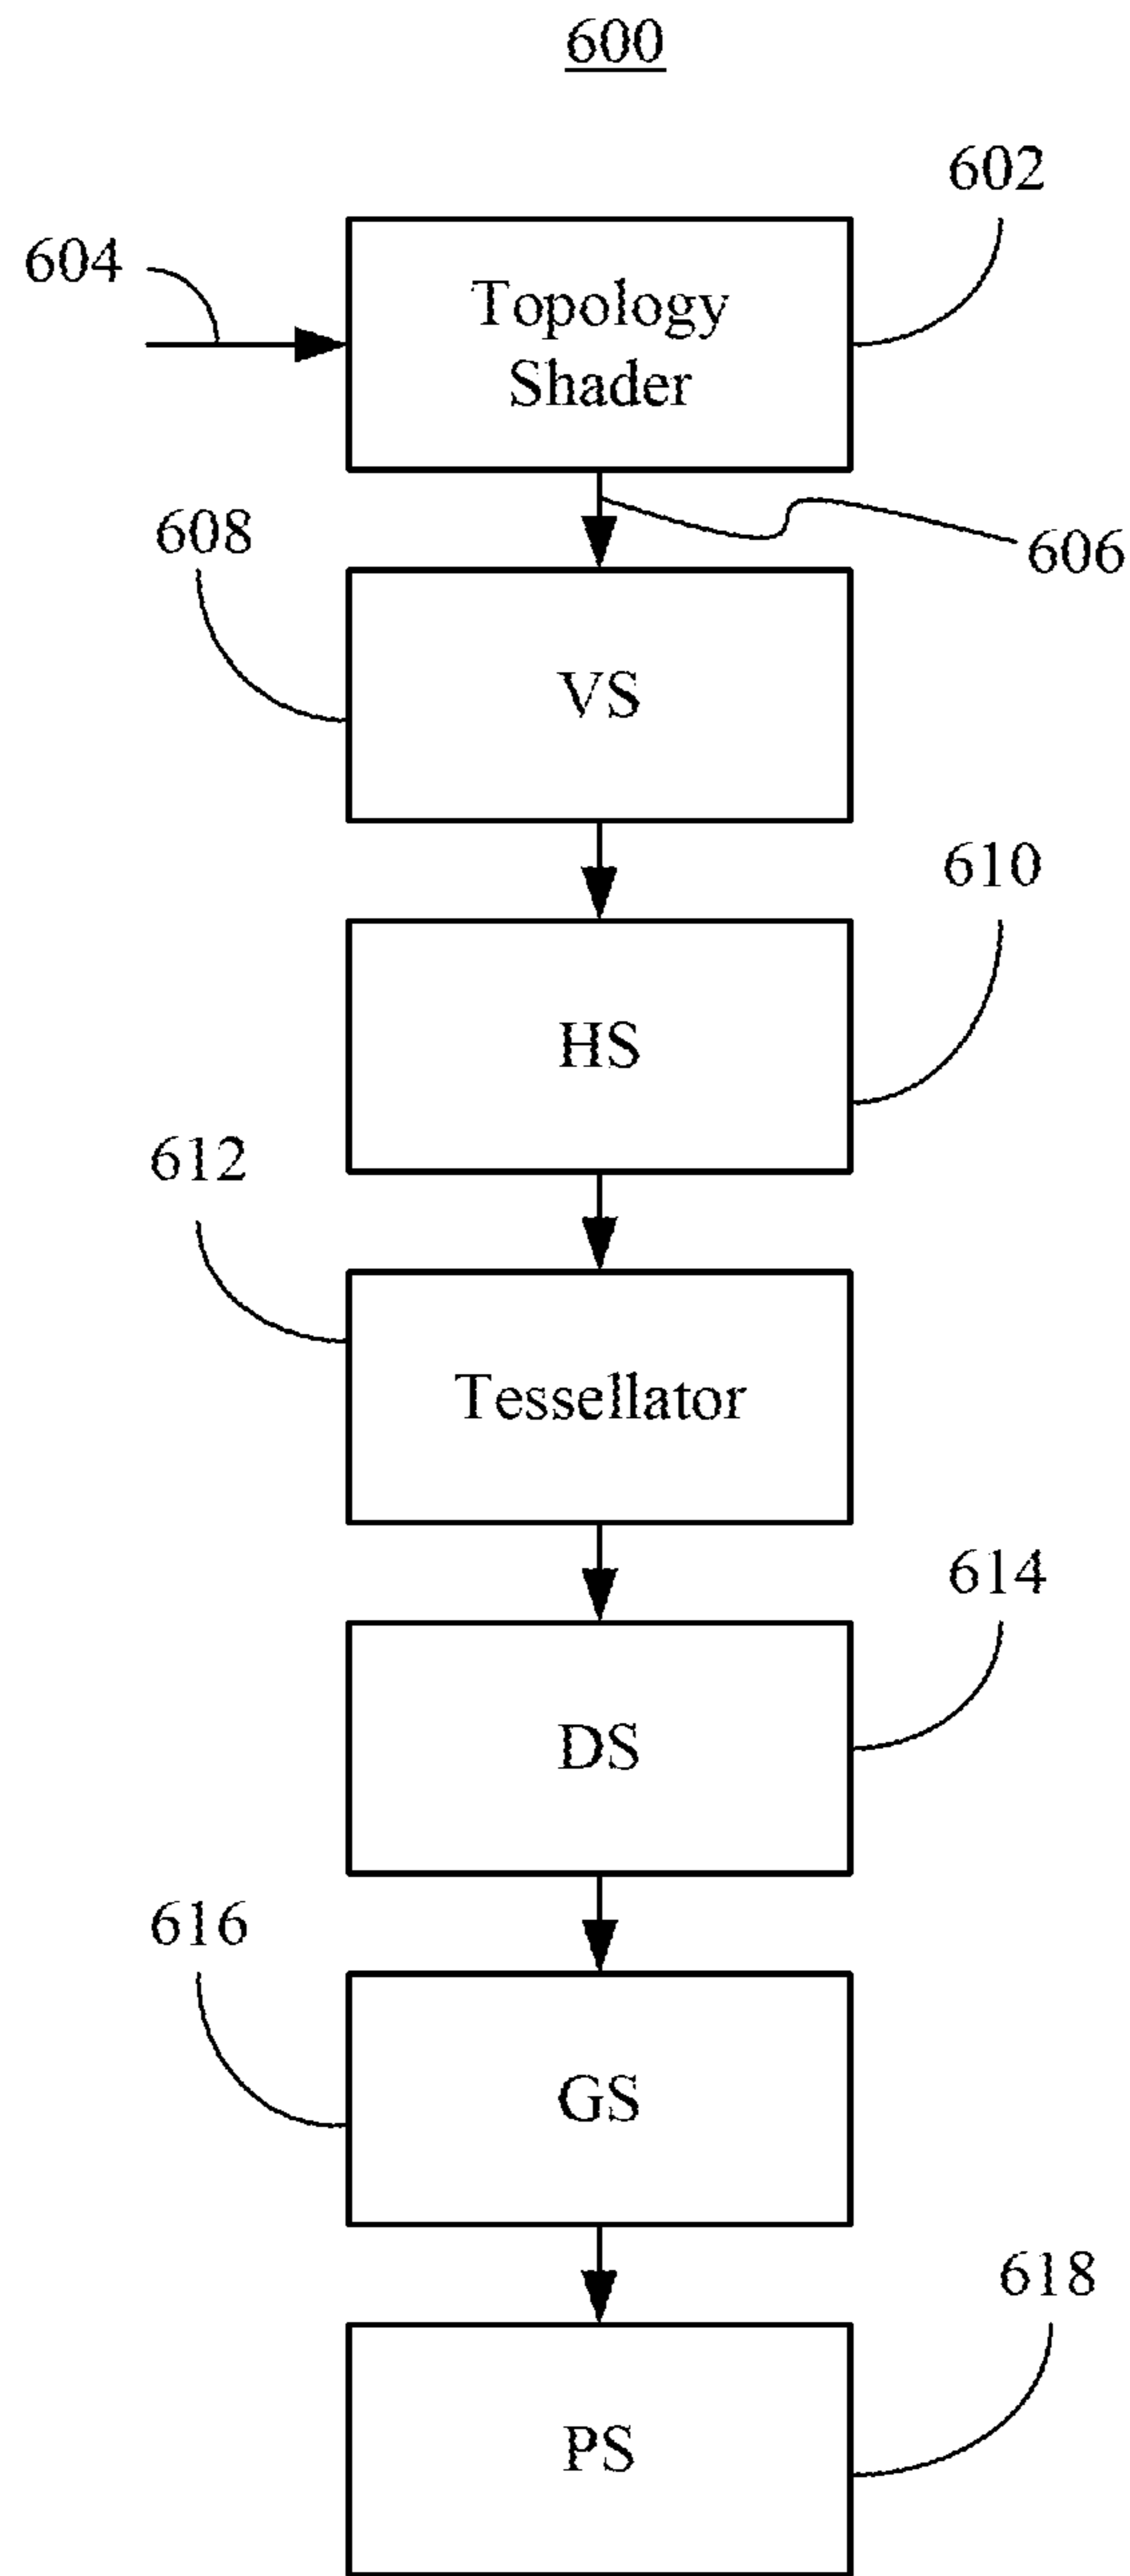 600
602
604
Topology
Shader
606
608
VS
610
HS
612
Tessellator
614
DS
616
GS
618
PS